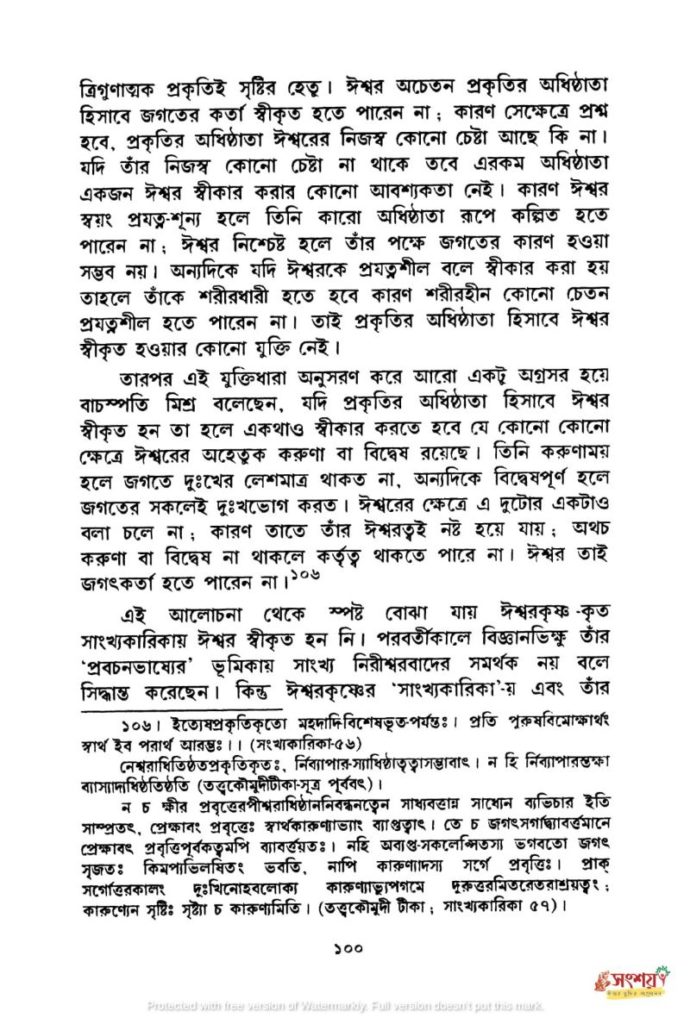 ত্রিগুণাত্মক প্রকৃতিই সৃষ্টির হেতু। ঈশ্বর অচেতন প্রকৃতির অধিষ্ঠাতা
হিসাবে জগতের কর্তা স্বীকৃত হতে পারেন না; কারণ সেক্ষেত্রে প্রশ্ন
হবে, প্রকৃতির অধিষ্ঠাতা ঈশ্বরের নিজস্ব কোনো চেষ্টা আছে কি না।
যদি তাঁর নিজস্ব কোনো চেষ্টা না থাকে তবে এরকম অধিষ্ঠাতা
একজন ঈশ্বর স্বীকার করার কোনো আবশ্যকতা নেই। কারণ ঈশ্বর
স্বয়ং প্রযত্ন-শূন্য হলে তিনি কারো অধিষ্ঠাতা রূপে কল্পিত হতে
পারেন না; ঈশ্বর নিশ্চেষ্ট হলে তাঁর পক্ষে জগতের কারণ হওয়া
সম্ভব নয়। অন্যদিকে যদি ঈশ্বরকে প্রযত্নশীল বলে স্বীকার করা হয়
তাহলে তাঁকে শরীরধারী হতে হবে কারণ শরীরহীন কোনো চেতন
প্রযত্নশীল হতে পারেন না। তাই প্রকৃতির অধিষ্ঠাতা হিসাবে ঈশ্বর
স্বীকৃত হওয়ার কোনো যুক্তি নেই।
তারপর এই যুক্তিধারা অনুসরণ করে আরো একটু অগ্রসর হয়ে
বাচস্পতি মিশ্র বলেছেন, যদি প্রকৃতির অধিষ্ঠাতা হিসাবে ঈশ্বর
স্বীকৃত হন তা হলে একথাও স্বীকার করতে হবে যে কোনো কোনো
ক্ষেত্রে ঈশ্বরের অহেতুক করুণা বা বিদ্বেষ রয়েছে। তিনি করুণাময়
হলে জগতে দুঃখের লেশমাত্র থাকত না, অন্যদিকে বিদ্বেষপূর্ণ হলে
জগতের সকলেই দুঃখভোগ করত। ঈশ্বরের ক্ষেত্রে এ দুটোর একটাও
বলা চলে না; কারণ তাতে তাঁর ঈশ্বরত্বই নষ্ট হয়ে যায়; অথচ
করুণা বা বিদ্বেষ না থাকলে কর্তৃত্ব থাকতে পারে না। ঈশ্বর তাই
জগৎকর্তা হতে পারেন না।১০৬
এই আলোচনা থেকে স্পষ্ট বোঝা যায় ঈশ্বরকৃষ্ণ-কৃত
সাংখ্যকারিকায় ঈশ্বর স্বীকৃত হন নি। পরবর্তীকালে বিজ্ঞানভিক্ষু তাঁর
'প্রবচনভাষ্যের' ভূমিকায় সাংখ্য নিরীশ্বরবাদের সমর্থক নয় বলে
সিদ্ধান্ত করেছেন। কিন্তু ঈশ্বরকৃষ্ণের 'সাংখ্যকারিকা'-য় এবং তাঁর
১০৬। ইত্যেষপ্রকৃতিকৃতো মহদাদিবিশেষভূত-পর্যন্তঃ। প্রতি পুরুষবিমোক্ষার্থং
স্বার্থ ইব পরার্থ আরম্ভঃ।। (সংখ্যকারিকা-৫৬)
নেশ্বরাধিতিষ্ঠতপ্রকৃতিকৃতঃ, র্নিব্যাপার-স্যাধিষ্ঠাতৃত্বাসম্ভাবাৎ। ন হি র্নিব্যাপারস্তক্ষা
ব্যাস্যাদ্যধিষ্ঠতিষ্ঠতি (তত্ত্বকৌমুদীটীকা-সূত্র পূর্ববৎ)।
ন চ ক্ষীর প্রবৃত্তেরপীশ্বরাধিষ্ঠাননিবন্ধনত্বেন সাধ্যবত্তান্ন সাধ্যেন ব্যভিচার ইতি
সাম্প্রতৎ, প্রেক্ষাবং প্রবৃত্তেঃ স্বার্থকারুণ্যাভ্যাং ব্যাপ্তত্বাৎ। তে চ জগৎসর্গাদ্ধ্যাবর্ত্তমানে
প্রেক্ষাবৎ প্রবৃত্তিপূর্বকত্বমপি ব্যাবর্ত্তয়তঃ। নহি অবাপ্ত-সকলেপ্সিতস্য ভগবতো জগৎ
সৃজতঃ কিমপ্যভিলষিতং ভবতি, নাপি কারুণ্যাদস্য সর্গে প্রবৃত্তিঃ। প্রাক্
সর্গোত্তরকালং দুঃখিনোহবলোক্য কারুণ্যাভ্যুপগমে দুরুত্তরমিতরেতরাশ্রয়ত্বং;
কারুণ্যেন সৃষ্টিঃ সৃষ্ট্যা চ কারুণ্যমিতি। (তত্ত্বকৌমুদী টীকা; সাংখ্যকারিকা ৫৭)।
১০০
সংশয়
Protected with free version of Watermarkly. Full version doesn't put this mark.